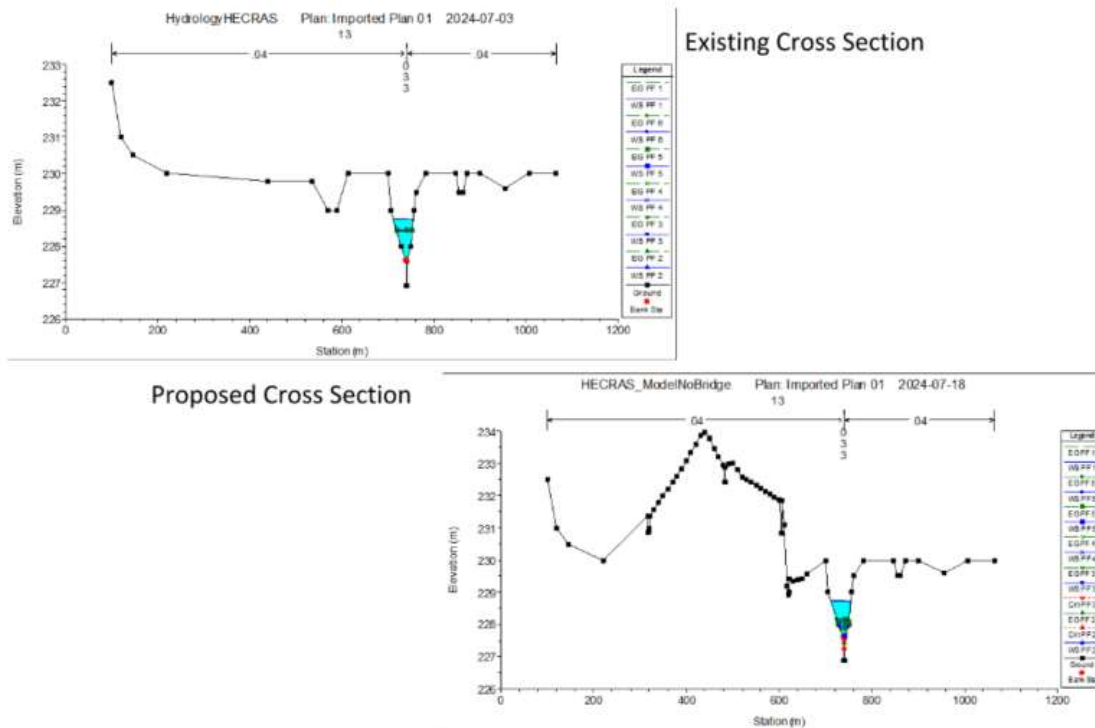 HydrologyHECRAS Plan: Imported Plan 01 2024-07-03
13
.04
.04
0
3
3
Existing Cross Section
Elevation (m)
233
232
231
230
229
228
227
226
0
200
400
600
800
1000
1200
Station (m)
Legend
EG PF 1
WS PF 1
EG PF 6
WS PF 6
EG PF 5
WS PF 5
EG PF 4
WS PF 4
EG PF 3
WS PF 3
EG PF 2
WS PF 2
Ground
Bank Sta
Proposed Cross Section
HECRAS_ModelNoBridge Plan: Imported Plan 01 2024-07-18
13
.04
.04
0
3
3
Elevation (m)
234
233
232
231
230
229
228
227
226
0
200
400
600
800
1000
1200
Station (m)
Legend
Ground
Bank Sta